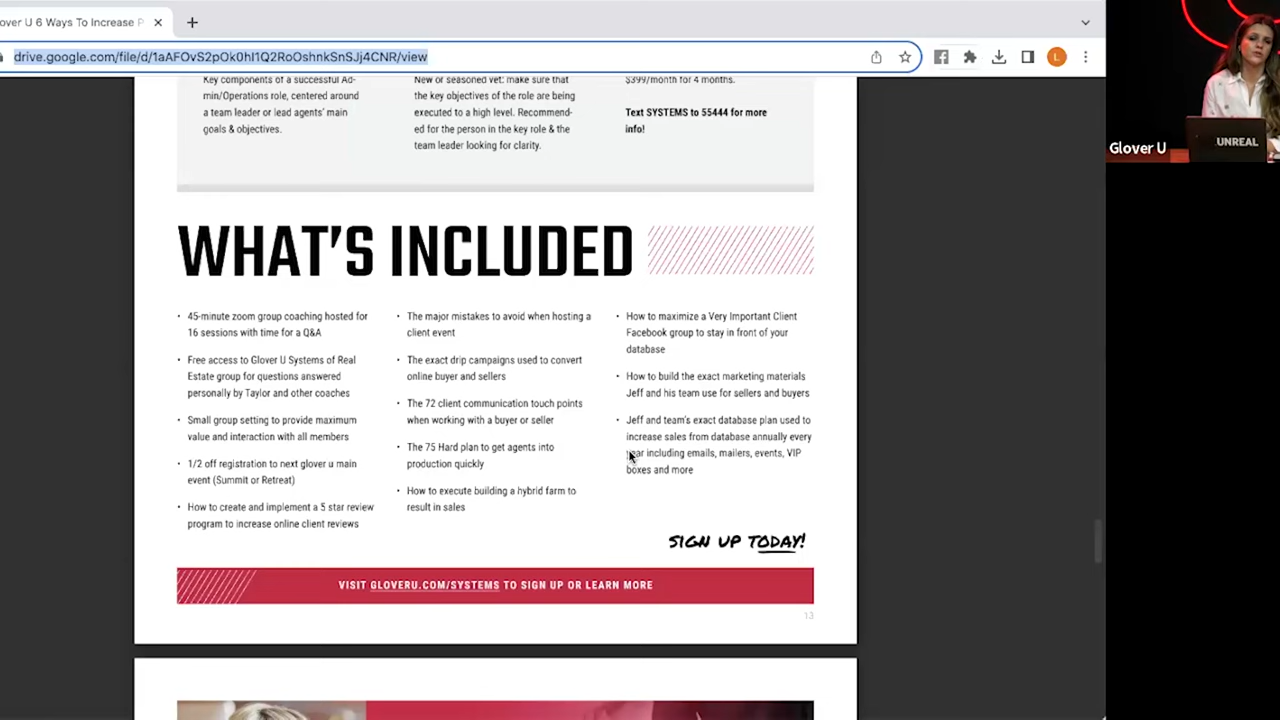 over U 6 Ways To Increase P
drive.google.com/file/d/1aAFOvS2pOk0hI1Q2RoOshnkSnSJj4CNR/view
L
Key components of a successful Ad-
min/Operations role, centered around
a team leader or lead agents' main
goals & objectives.
New or seasoned vet: make sure that
the key objectives of the role are being
executed to a high level. Recommend-
ed for the person in the key role & the
team leader looking for clarity.
$399/month for 4 months.
Text SYSTEMS to 55444 for more
info!
WHAT'S INCLUDED
• 45-minute zoom group coaching hosted for
16 sessions with time for a Q&A
• Free access to Glover U Systems of Real
Estate group for questions answered
personally by Taylor and other coaches
• Small group setting to provide maximum
value and interaction with all members
• 1/2 off registration to next glover u main
event (Summit or Retreat)
• How to create and implement a 5 star review
program to increase online client reviews
• The major mistakes to avoid when hosting a
client event
• The exact drip campaigns used to convert
online buyer and sellers
• The 72 client communication touch points
when working with a buyer or seller
• The 75 Hard plan to get agents into
production quickly
• How to execute building a hybrid farm to
result in sales
• How to maximize a Very Important Client
Facebook group to stay in front of your
database
• How to build the exact marketing materials
Jeff and his team use for sellers and buyers
• Jeff and team's exact database plan used to
increase sales from database annually every
year including emails, mailers, events, VIP
boxes and more
SIGN UP TODAY!
VISIT GLOVERU.COM/SYSTEMS TO SIGN UP OR LEARN MORE
13
Glover U
UNREAL